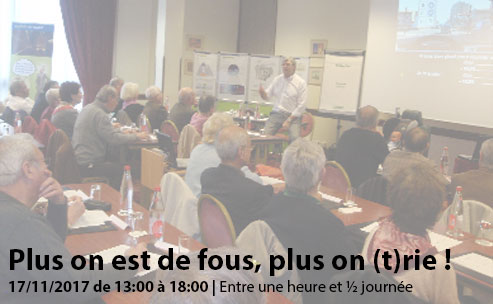 Plus on est de fous, plus on (t)rie !
17/11/2017 de 13:00 à 18:00 | Entre une heure et ½ journée